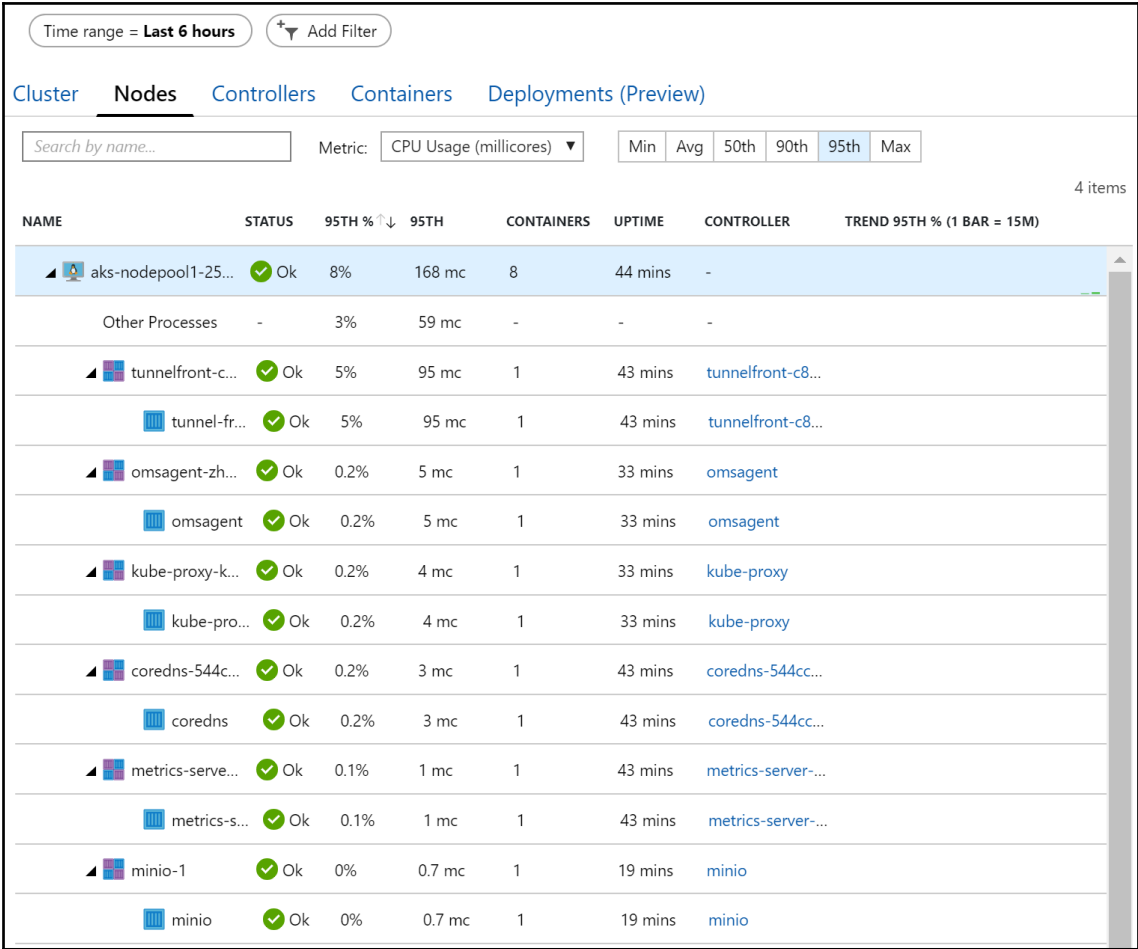 Time range = Last 6 hours Add Filter
Cluster Nodes Controllers Containers Deployments (Preview)
Search by name... Metric: CPU Usage (millicores) Min Avg 50th 90th 95th Max
4 items
NAME STATUS 95TH % 95TH CONTAINERS UPTIME CONTROLLER TREND 95TH % (1 BAR = 15M)
aks-nodepool1-25... Ok 8% 168 mc 8 44 mins -
Other Processes - 3% 59 mc - - -
tunnelfront-c... Ok 5% 95 mc 1 43 mins tunnelfront-c8...
tunnel-fr... Ok 5% 95 mc 1 43 mins tunnelfront-c8...
omsagent-zh... Ok 0.2% 5 mc 1 33 mins omsagent
omsagent Ok 0.2% 5 mc 1 33 mins omsagent
kube-proxy-k... Ok 0.2% 4 mc 1 33 mins kube-proxy
kube-pro... Ok 0.2% 4 mc 1 33 mins kube-proxy
coredns-544c... Ok 0.2% 3 mc 1 43 mins coredns-544cc...
coredns Ok 0.2% 3 mc 1 43 mins coredns-544cc...
metrics-serve... Ok 0.1% 1 mc 1 43 mins metrics-server-...
metrics-s... Ok 0.1% 1 mc 1 43 mins metrics-server-...
minio-1 Ok 0% 0.7 mc 1 19 mins minio
minio Ok 0% 0.7 mc 1 19 mins minio